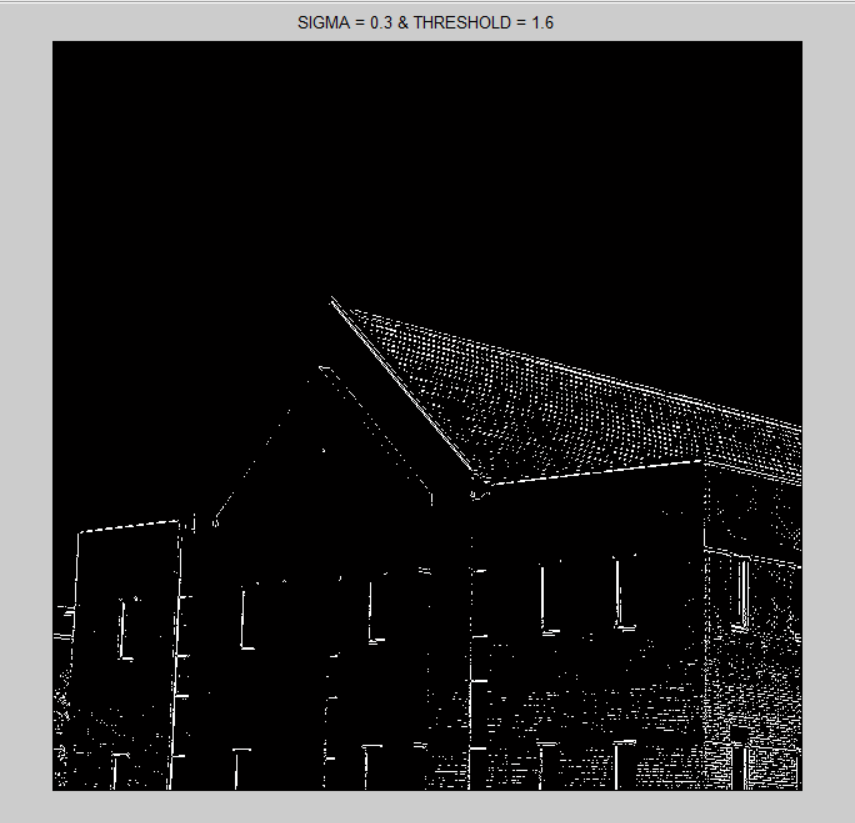 SIGMA = 0.3 & THRESHOLD = 1.6